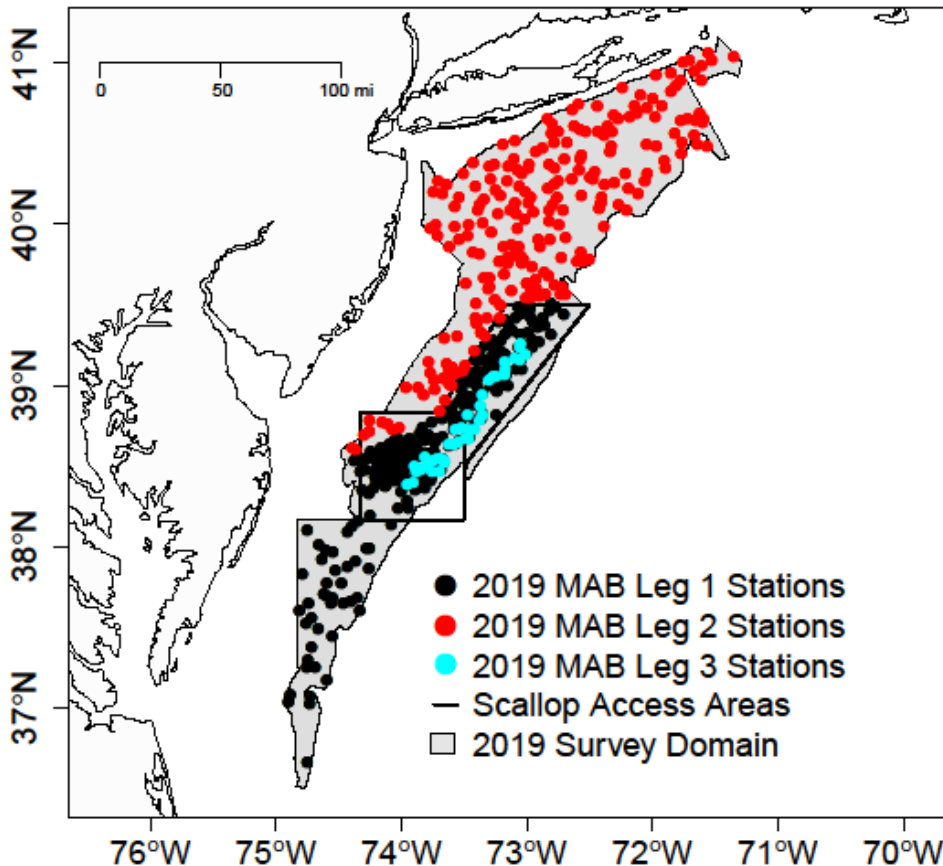 41°N
40°N
39°N
38°N
37°N
0 50 100 mi
2019 MAB Leg 1 Stations
2019 MAB Leg 2 Stations
2019 MAB Leg 3 Stations
Scallop Access Areas
2019 Survey Domain
76°W 75°W 74°W 73°W 72°W 71°W 70°W